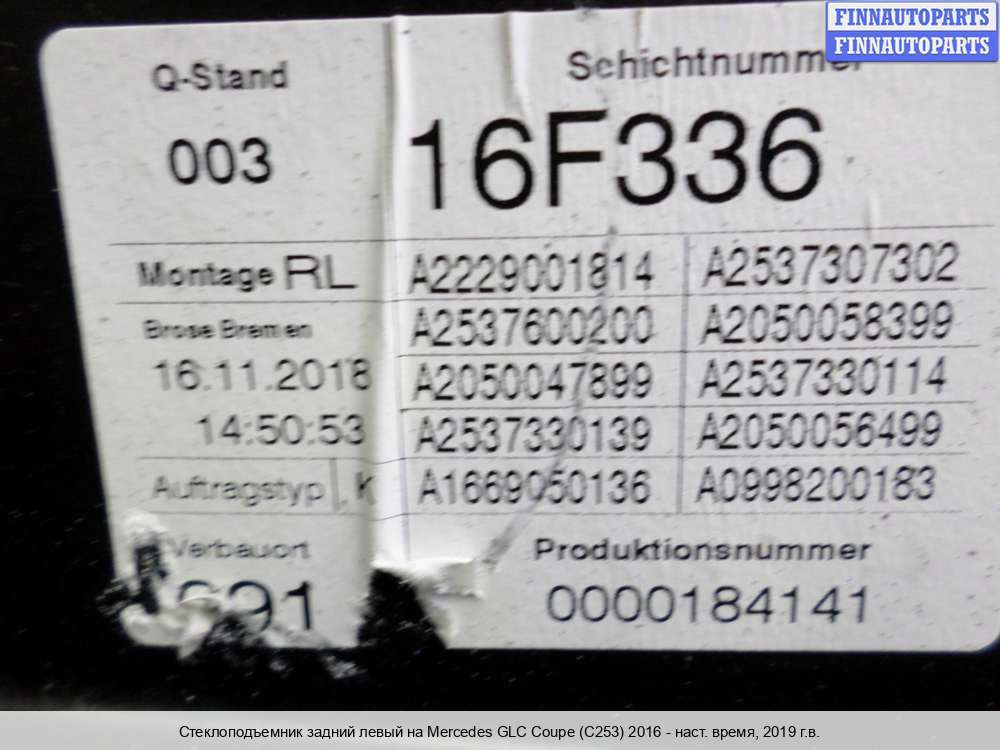 FINNAUTOPARTS
FINNAUTOPARTS
Q-Stand Schichtnummer
003 16F336
Montage RL A2229001814 A2537307302
Brose Bremen A2537600200 A2050058399
16.11.2018 A2050047899 A2537330114
14:50:53 A2537330139 A2050056499
Auftragstyp K A1669050136 A0998200183
Verbauort Produktionsnummer
91 0000184141
Стеклоподъемник задний левый на Mercedes GLC Coupe (C253) 2016 - наст. время, 2019 г.в.